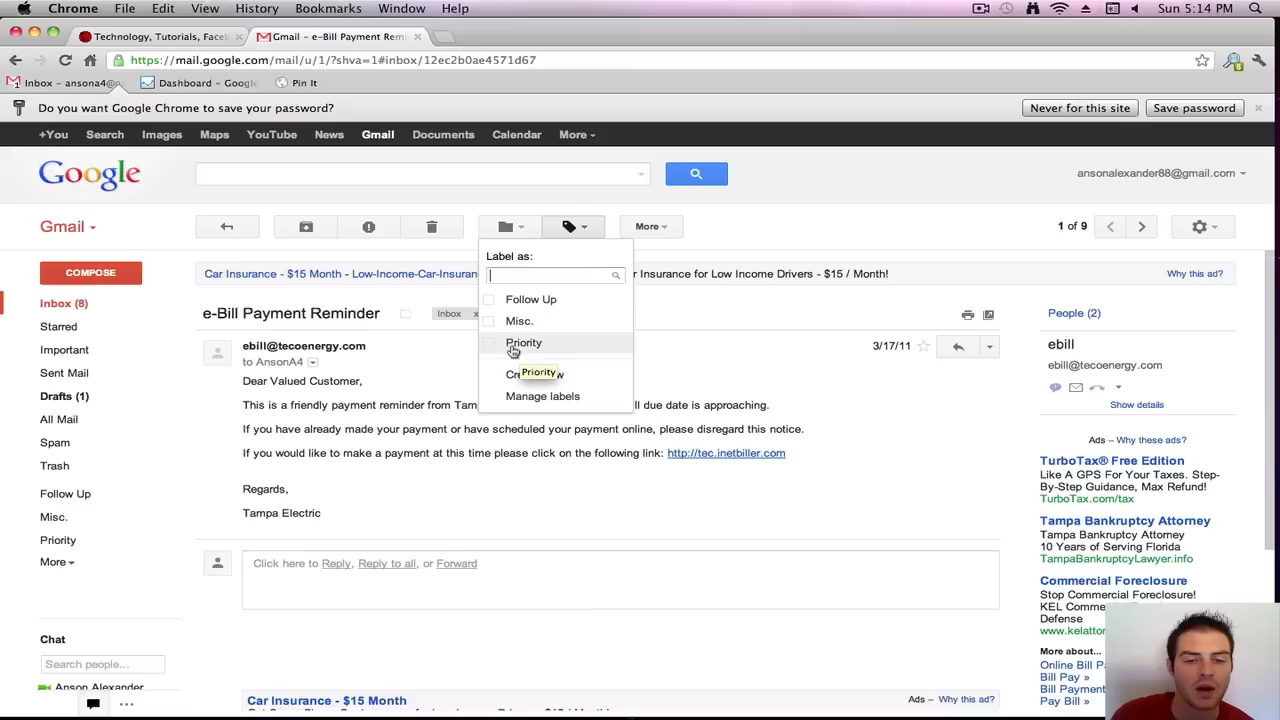 Chrome File Edit View History Bookmarks Window Help Sun 5:14 PM
Technology, Tutorials, Faceb
Gmail – e-Bill Payment Remi
https://mail.google.com/mail/u/1/?shva=1#inbox/12ec2b0ae4571d67
Inbox – ansona4@ Dashboard – Google Pin It
Do you want Google Chrome to save your password? Never for this site Save password
+You Search Images Maps YouTube News Gmail Documents Calendar More
Google
ansonalexander88@gmail.com
Gmail
More
1 of 9
Label as:
Follow Up
Misc.
Priority
Priority
Manage labels
COMPOSE
Inbox (8)
Starred
Important
Sent Mail
Drafts (1)
All Mail
Spam
Trash
Follow Up
Misc.
Priority
More
Chat
Search people...
Anson Alexander
Car Insurance - $15 Month - Low-Income-Car-Insuran r Insurance for Low Income Drivers - $15 / Month! Why this ad?
e-Bill Payment Reminder Inbox x
ebill@tecoenergy.com 3/17/11
to AnsonA4
Dear Valued Customer,
This is a friendly payment reminder from Tam ll due date is approaching.
If you have already made your payment or have scheduled your payment online, please disregard this notice.
If you would like to make a payment at this time please click on the following link: http://tec.inetbiller.com
Regards,
Tampa Electric
Click here to Reply, Reply to all, or Forward
Car Insurance - $15 Month Ads – Why this ad?
People (2)
ebill
ebill@tecoenergy.com
Show details
Ads – Why these ads?
TurboTax® Free Edition
Like A GPS For Your Taxes. Step-
By-Step Guidance, Max Refund!
TurboTax.com/tax
Tampa Bankruptcy Attorney
Tampa Bankruptcy Attorney
10 Years of Serving Florida
TampaBankruptcyLawyer.info
Commercial Foreclosure
Stop Commercial Foreclosure!
KEL Comme
Defense
www.kelattor
More about...
Online Bill Pa
Bill Pay »
Bill Payment
Pay Bill »